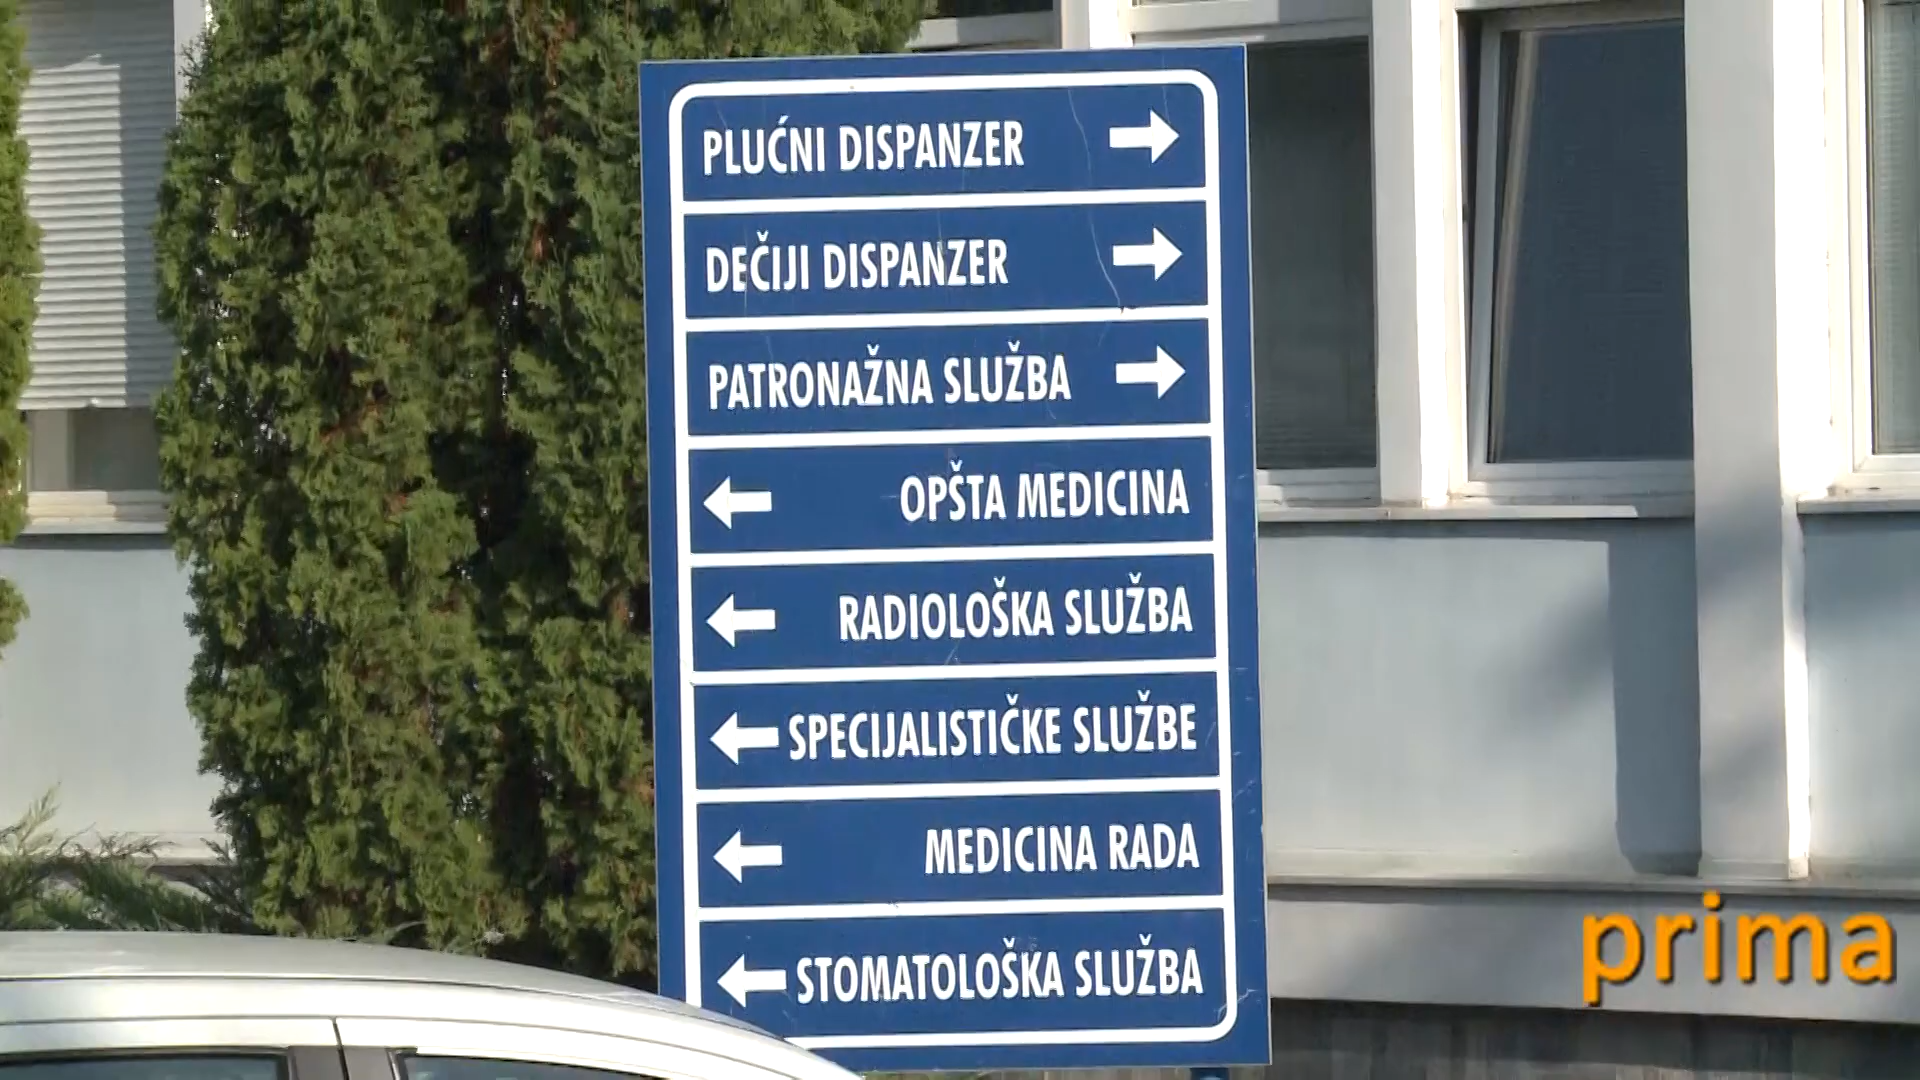 PLUĆNI DISPANZER
DEČIJI DISPANZER
PATRONAŽNA SLUŽBA
OPŠTA MEDICINA
RADIOLOŠKA SLUŽBA
SPECIJALISTIČKE SLUŽBE
MEDICINA RADA
STOMATOLOŠKA SLUŽBA
prima